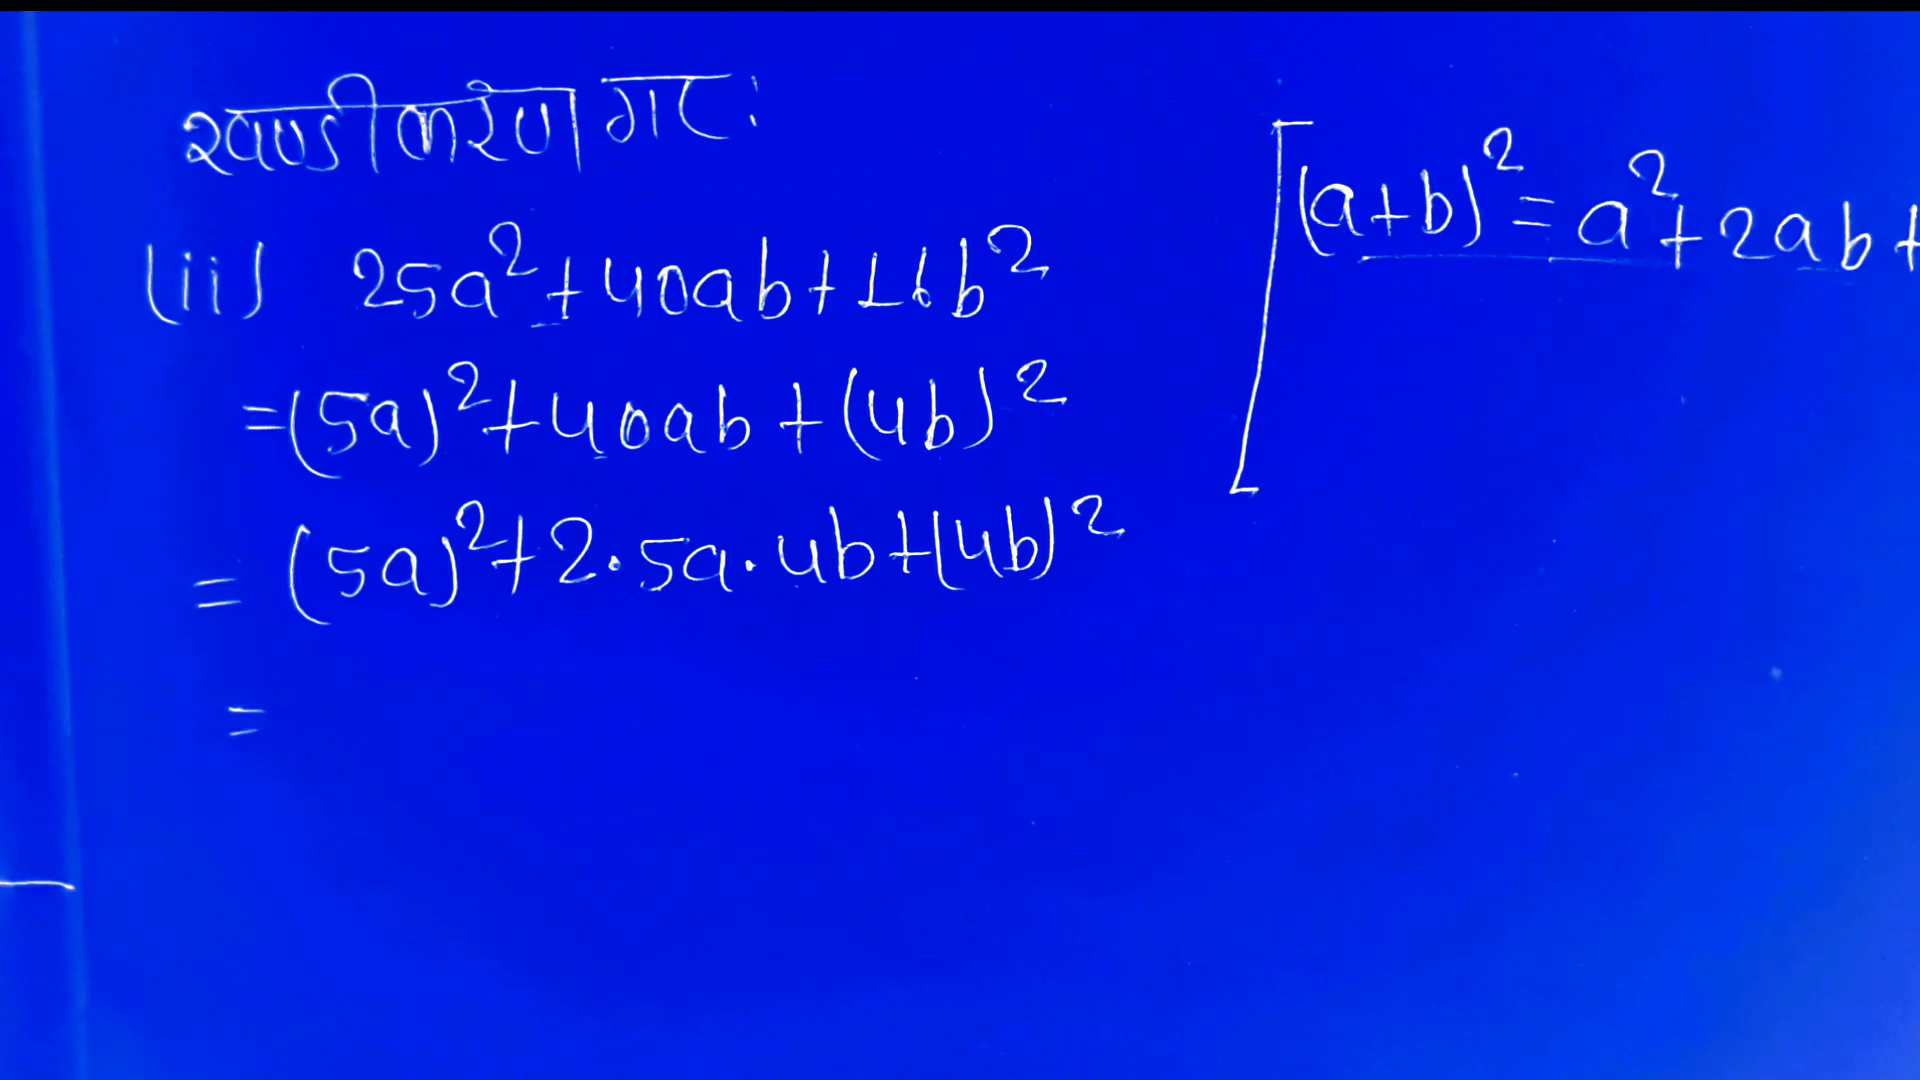 खण्डीकरण गर:
(ii) 25a²+40ab+16b²
=(5a)²+40ab+(4b)²
= (5a)²+2·5a·4b+(4b)²
=
(a+b)²=a²+2ab+